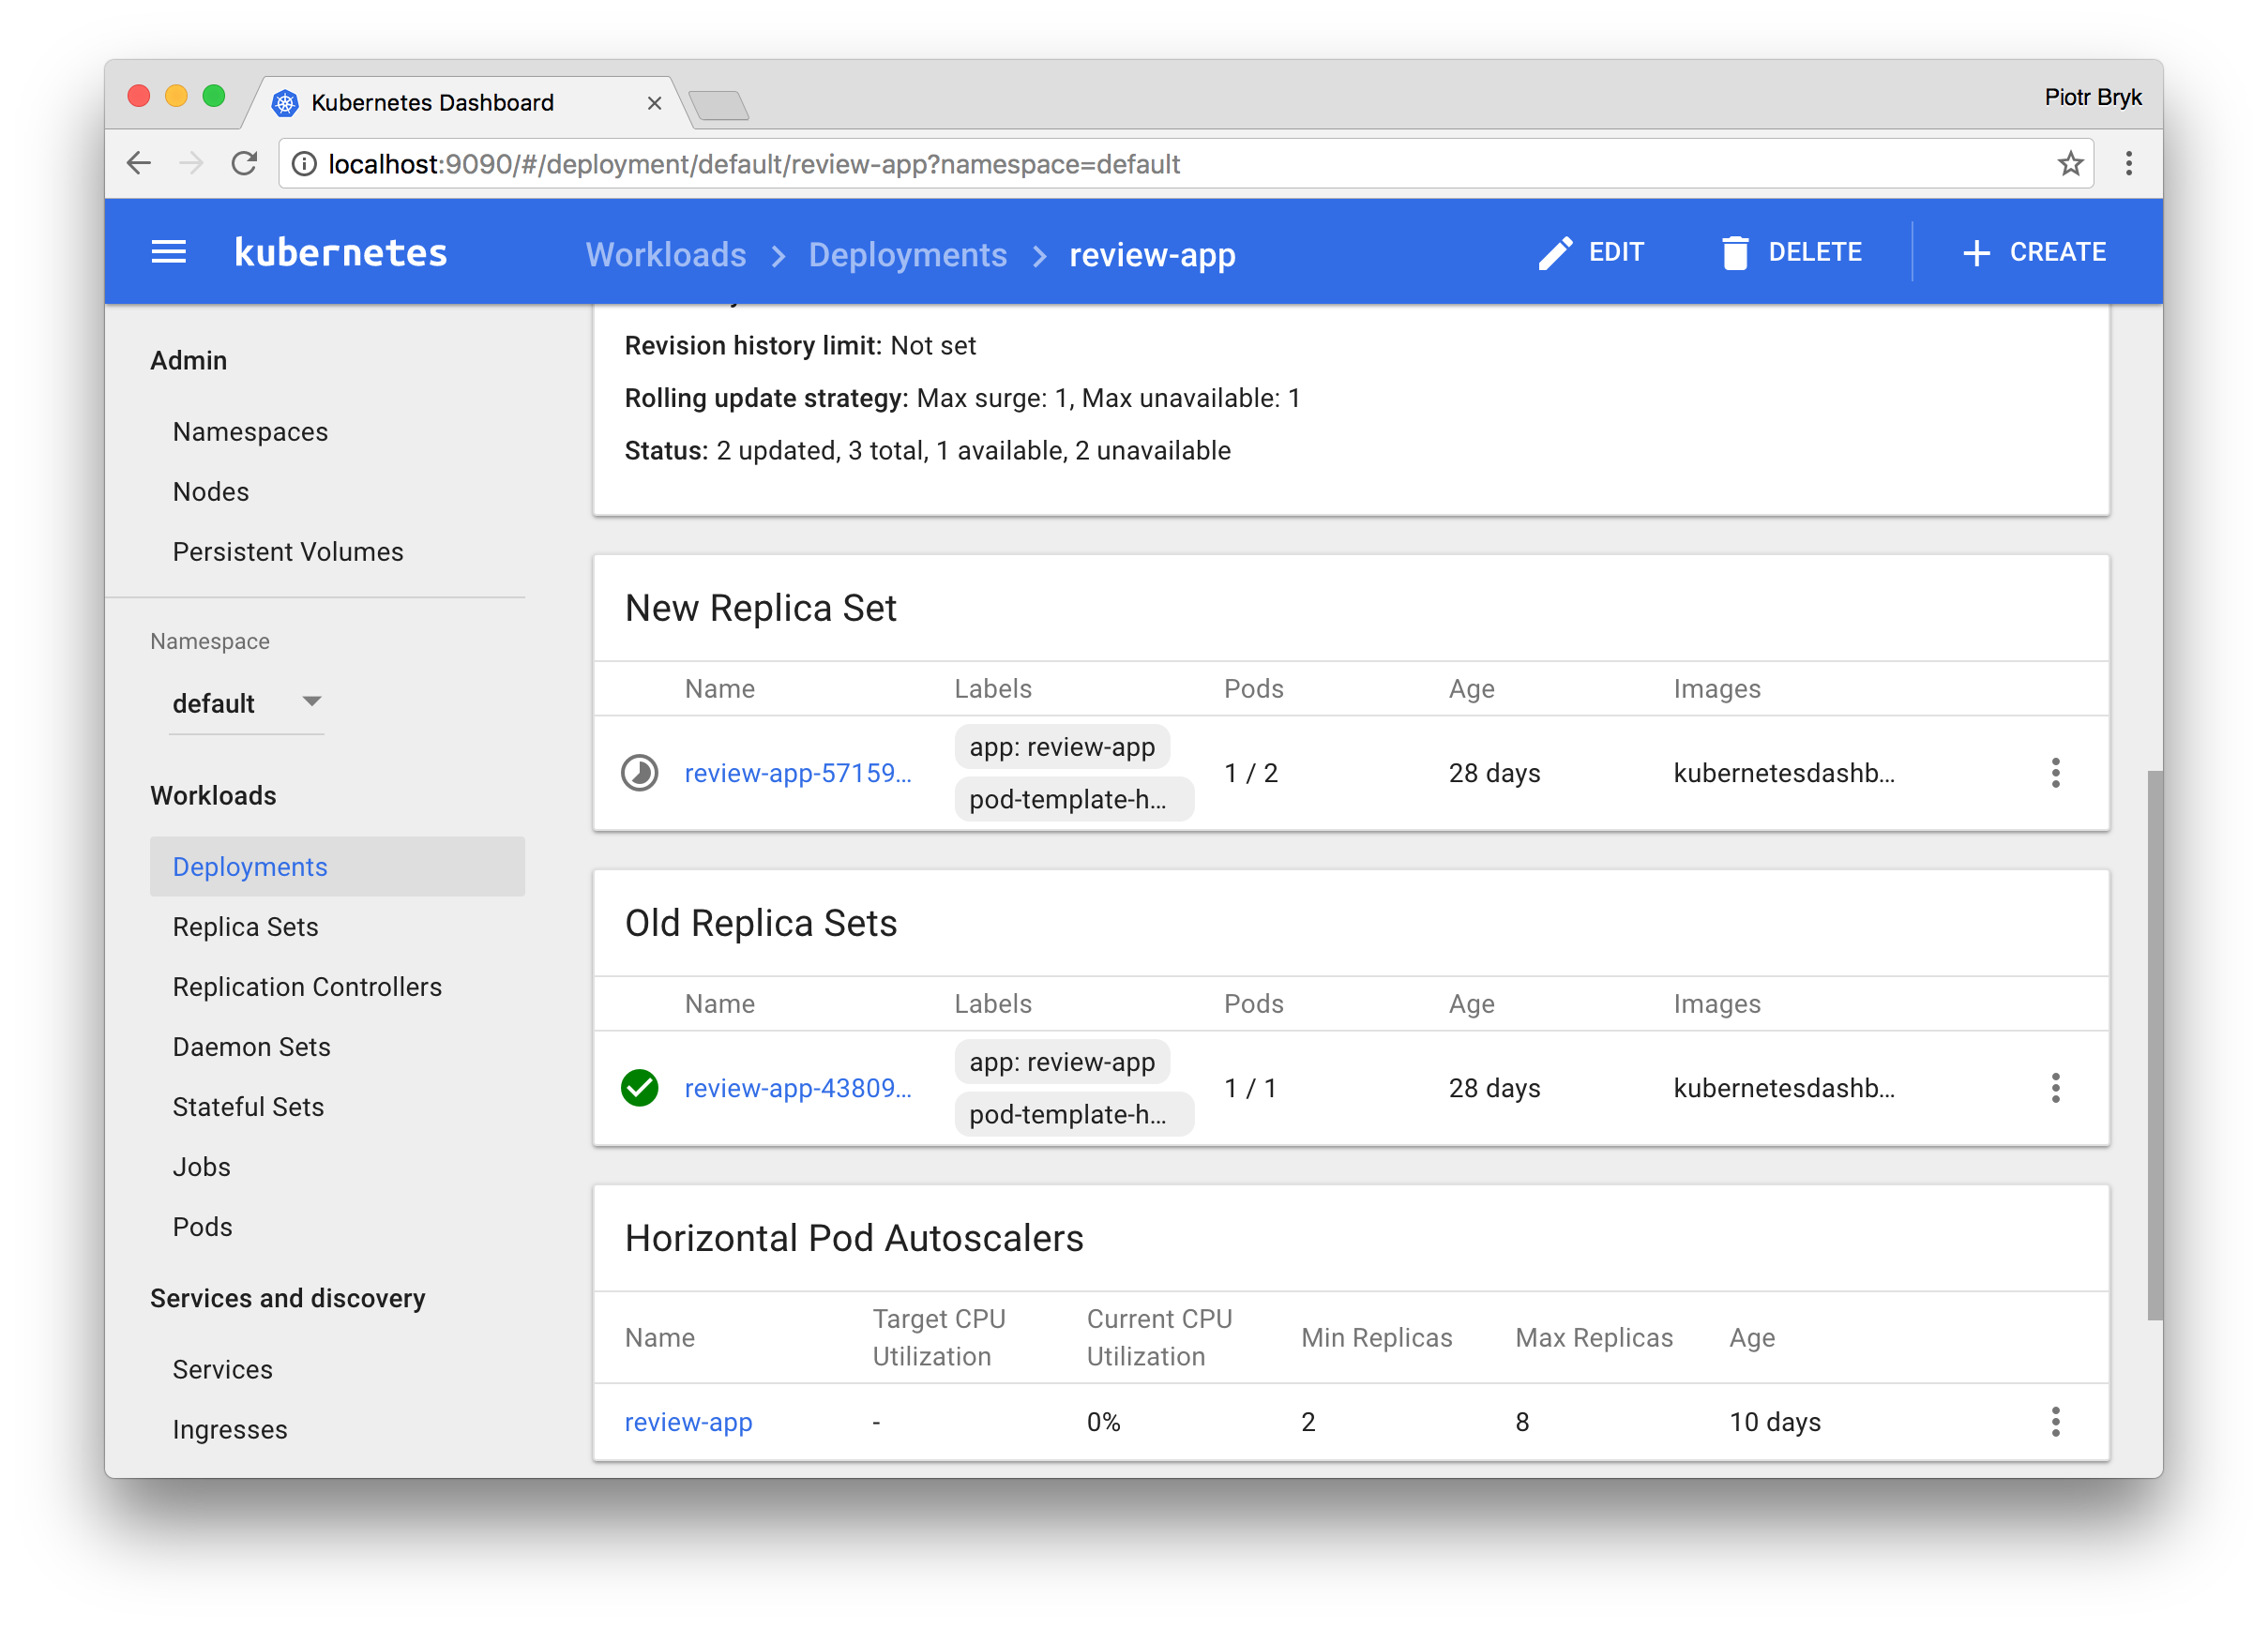 Kubernetes Dashboard
Piotr Bryk
localhost:9090/#/deployment/default/review-app?namespace=default
kubernetes
Workloads > Deployments > review-app
EDIT
DELETE
CREATE
Admin
Namespaces
Nodes
Persistent Volumes
Namespace
default
Workloads
Deployments
Replica Sets
Replication Controllers
Daemon Sets
Stateful Sets
Jobs
Pods
Services and discovery
Services
Ingresses
Revision history limit: Not set
Rolling update strategy: Max surge: 1, Max unavailable: 1
Status: 2 updated, 3 total, 1 available, 2 unavailable
New Replica Set
Name Labels Pods Age Images
review-app-57159... app: review-app 1 / 2 28 days kubernetesdashb...
pod-template-h...
Old Replica Sets
Name Labels Pods Age Images
review-app-43809... app: review-app 1 / 1 28 days kubernetesdashb...
pod-template-h...
Horizontal Pod Autoscalers
Name Target CPU Utilization Current CPU Utilization Min Replicas Max Replicas Age
review-app - 0% 2 8 10 days